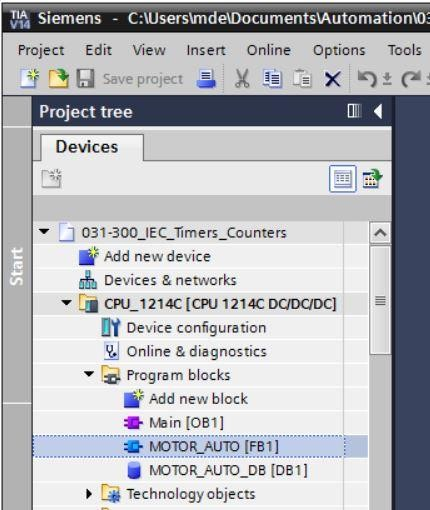 TIA V14 Siemens - C:\Users\mde\Documents\Automation\03
Project Edit View Insert Online Options Tools
Save project
Project tree
Devices
Start
031-300_IEC_Timers_Counters
Add new device
Devices & networks
CPU_1214C [CPU 1214C DC/DC/DC]
Device configuration
Online & diagnostics
Program blocks
Add new block
Main [OB1]
MOTOR_AUTO [FB1]
MOTOR_AUTO_DB [DB1]
Technology objects